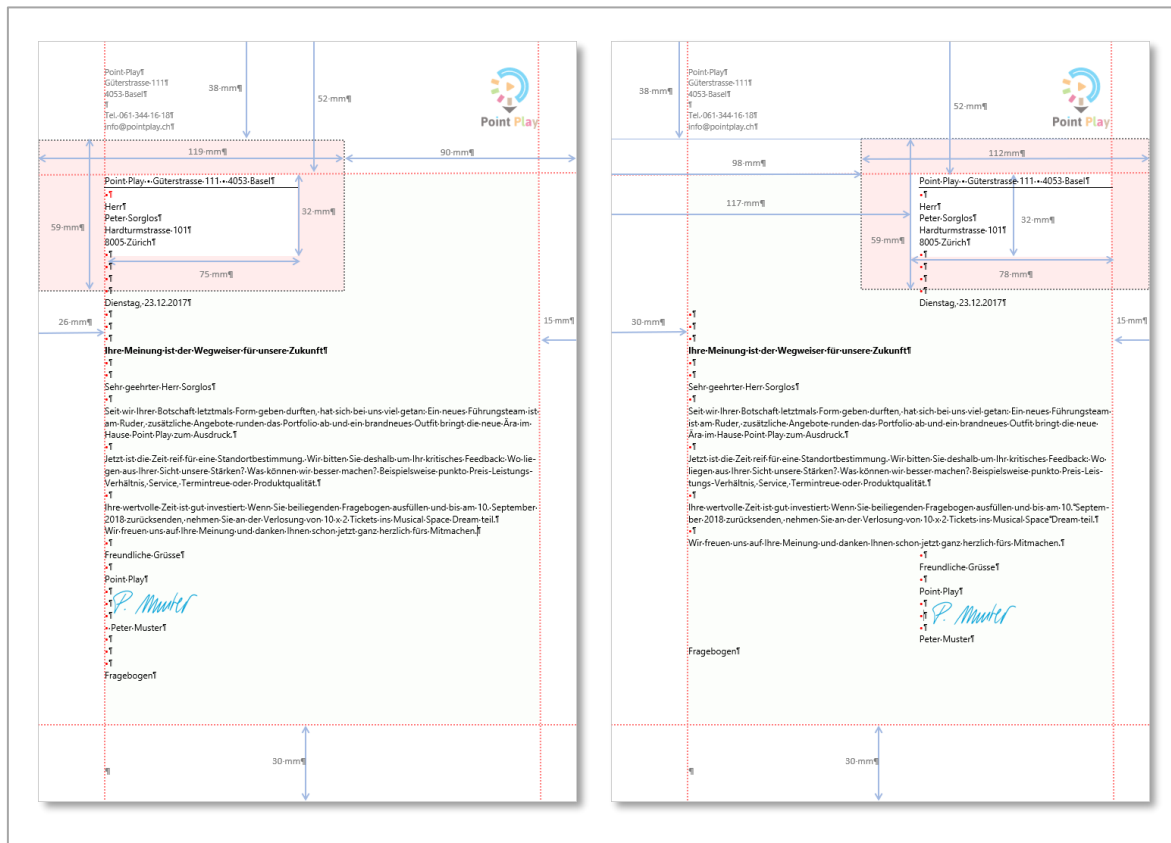 Point Play
Güterstrasse 111
4053 Basel
Tel. 061 344 16 18
info@pointplay.ch
38 mm
52 mm
Point Play
119 mm
90 mm
Point Play • Güterstrasse 111 • 4053 Basel
Herr
Peter Sorglos
Hardturmstrasse 101
8005 Zürich
32 mm
59 mm
75 mm
Dienstag, 23.12.2017
26 mm
15 mm
Ihre Meinung ist der Wegweiser für unsere Zukunft
Sehr geehrter Herr Sorglos
Seit wir Ihrer Botschaft letztmals Form geben durften, hat sich bei uns viel getan: Ein neues Führungsteam ist
am Ruder, zusätzliche Angebote runden das Portfolio ab und ein brandneues Outfit bringt die neue Ära im
Hause Point Play zum Ausdruck.
Jetzt ist die Zeit reif für eine Standortbestimmung. Wir bitten Sie deshalb um Ihr kritisches Feedback: Wo lie-
gen aus Ihrer Sicht unsere Stärken? Was können wir besser machen? Beispielsweise punkto Preis-Leistungs-
Verhältnis, Service, Termintreue oder Produktqualität.
Ihre wertvolle Zeit ist gut investiert: Wenn Sie beiliegenden Fragebogen ausfüllen und bis am 10. September
2018 zurücksenden, nehmen Sie an der Verlosung von 10 x 2 Tickets ins Musical Space Dream teil.
Wir freuen uns auf Ihre Meinung und danken Ihnen schon jetzt ganz herzlich fürs Mitmachen.
Freundliche Grüsse
Point Play
P. Muster
Peter Muster
Fragebogen
30 mm
Point Play
Güterstrasse 111
4053 Basel
Tel. 061 344 16 18
info@pointplay.ch
38 mm
52 mm
Point Play
112mm
98 mm
Point Play • Güterstrasse 111 • 4053 Basel
Herr
Peter Sorglos
Hardturmstrasse 101
8005 Zürich
117 mm
32 mm
59 mm
78 mm
Dienstag, 23.12.2017
30 mm
15 mm
Ihre Meinung ist der Wegweiser für unsere Zukunft
Sehr geehrter Herr Sorglos
Seit wir Ihrer Botschaft letztmals Form geben durften, hat sich bei uns viel getan: Ein neues Führungsteam
ist am Ruder, zusätzliche Angebote runden das Portfolio ab und ein brandneues Outfit bringt die neue
Ära im Hause Point Play zum Ausdruck.
Jetzt ist die Zeit reif für eine Standortbestimmung. Wir bitten Sie deshalb um Ihr kritisches Feedback: Wo
liegen aus Ihrer Sicht unsere Stärken? Was können wir besser machen? Beispielsweise punkto Preis-Leis-
tungs-Verhältnis, Service, Termintreue oder Produktqualität.
Ihre wertvolle Zeit ist gut investiert: Wenn Sie beiliegenden Fragebogen ausfüllen und bis am 10.°Septem-
ber 2018 zurücksenden, nehmen Sie an der Verlosung von 10 x 2 Tickets ins Musical Space°Dream teil.
Wir freuen uns auf Ihre Meinung und danken Ihnen schon jetzt ganz herzlich fürs Mitmachen.
Freundliche Grüsse
Point Play
P. Muster
Peter Muster
Fragebogen
30 mm